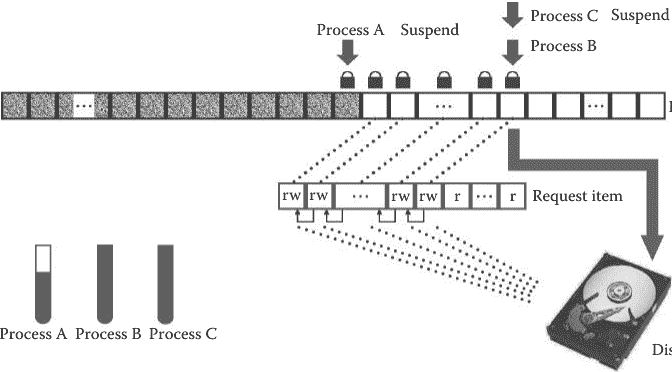 Process C Suspend
Process A Suspend
Process B
...
...
...
rw rw ... rw rw r ... r Request item
Process A Process B Process C